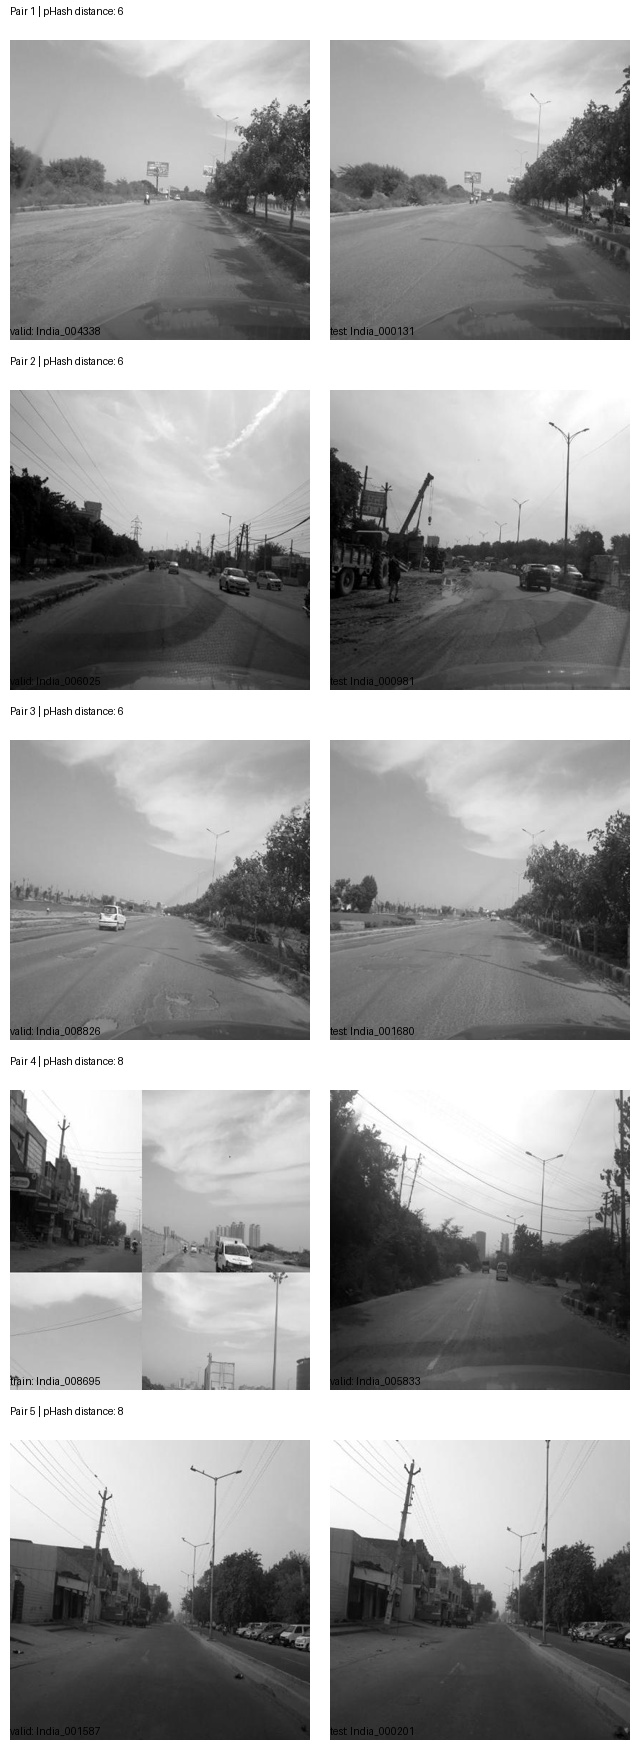 Pair 1 | pHash distance: 6
valid: India_004338
test: India_000131
Pair 2 | pHash distance: 6
valid: India_006025
test: India_000981
Pair 3 | pHash distance: 6
valid: India_008826
test: India_001680
Pair 4 | pHash distance: 8
train: India_008695
valid: India_005833
Pair 5 | pHash distance: 8
valid: India_001587
test: India_000201